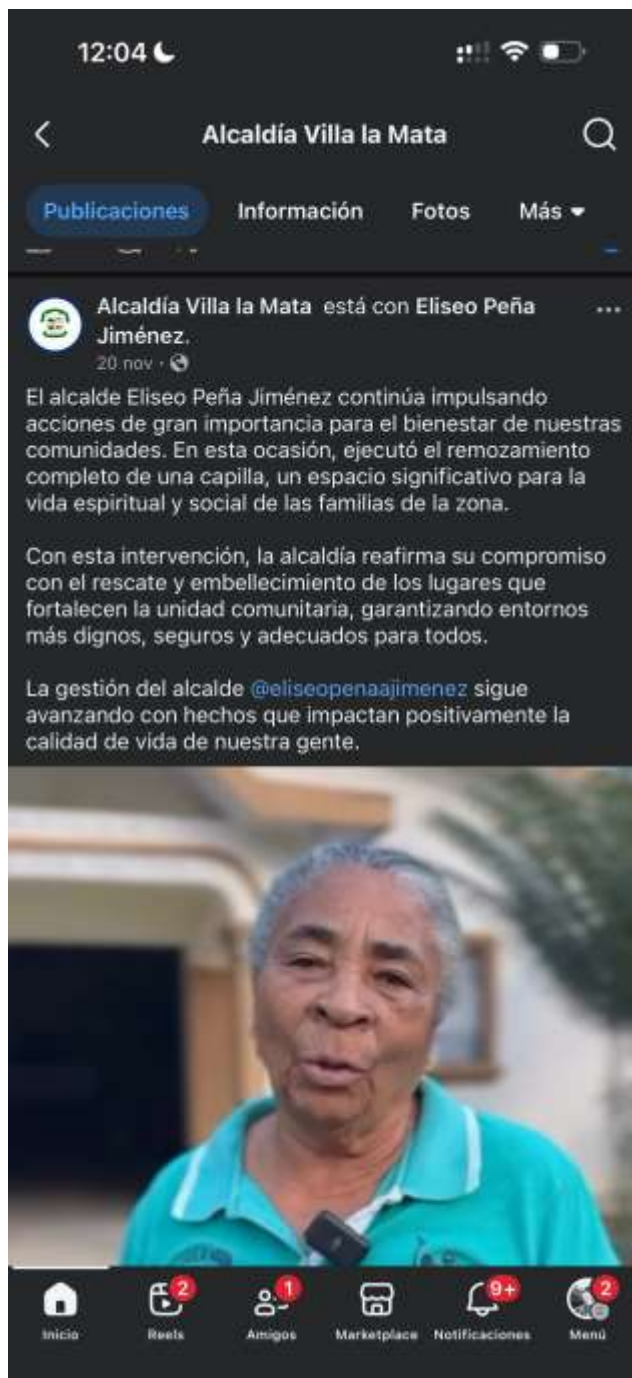 12:04
Alcaldía Villa la Mata
Publicaciones Información Fotos Más
Alcaldía Villa la Mata está con Eliseo Peña
Jiménez.
20 nov
El alcalde Eliseo Peña Jiménez continúa impulsando
acciones de gran importancia para el bienestar de nuestras
comunidades. En esta ocasión, ejecutó el remozamiento
completo de una capilla, un espacio significativo para la
vida espiritual y social de las familias de la zona.
Con esta intervención, la alcaldía reafirma su compromiso
con el rescate y embellecimiento de los lugares que
fortalecen la unidad comunitaria, garantizando entornos
más dignos, seguros y adecuados para todos.
La gestión del alcalde @eliseopenaajimenez sigue
avanzando con hechos que impactan positivamente la
calidad de vida de nuestra gente.
2 1 9+ 2
Inicio Reels Amigos Marketplace Notificaciones Menú